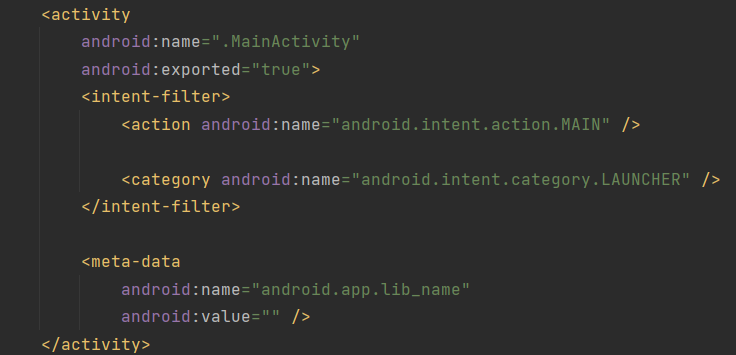 <activity
android:name=".MainActivity"
android:exported="true">
<intent-filter>
<action android:name="android.intent.action.MAIN" />
<category android:name="android.intent.category.LAUNCHER" />
</intent-filter>
<meta-data
android:name="android.app.lib_name"
android:value="" />
</activity>